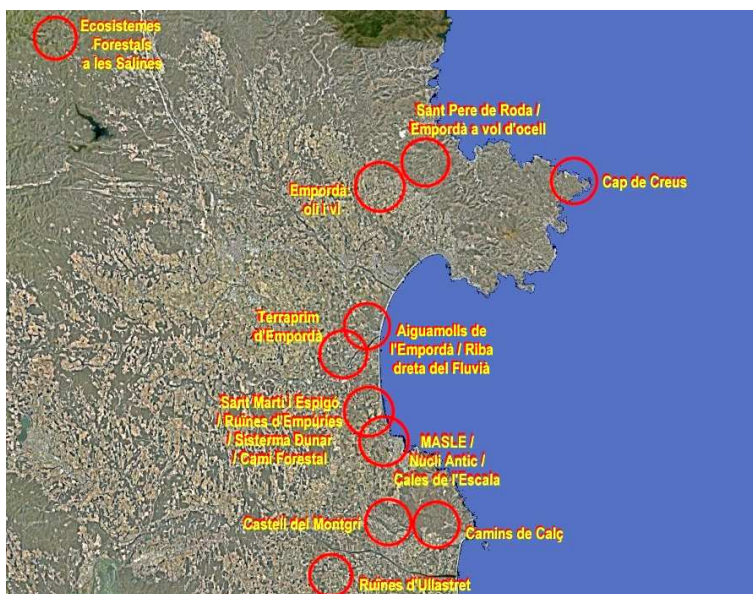 Ecosistemes
Forestals
a les Salines
Sant Pere de Roda /
Empordà a vol d'ocell
Empordà:
oli i vi
Cap de Creus
Terraprim
d'Empordà
Aiguamolls de
l'Empordà / Riba
dreta del Fluvià
Sant Martí i Espigó
/ Ruïnes d'Empúries
/ Sisterma Dunar
/ Camí Forestal
MASLE /
Nucli Antic /
Cales de l'Escala
Castell del Montgrí
Camins de Calç
Ruïnes d'Ullastret